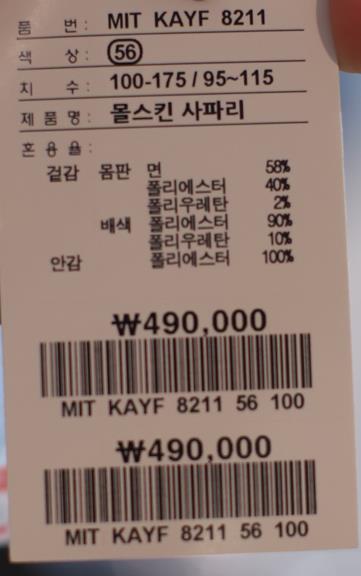 품 번: MIT KAYF 8211
색 상: 56
치 수: 100-175 / 95~115
제 품 명: 몰스킨 사파리
혼 용 율:
겉감 몸판 면 58%
폴리에스터 40%
폴리우레탄 2%
배색 폴리에스터 90%
폴리우레탄 10%
안감 폴리에스터 100%
₩490,000
MIT KAYF 8211 56 100
₩490,000
MIT KAYF 8211 56 100